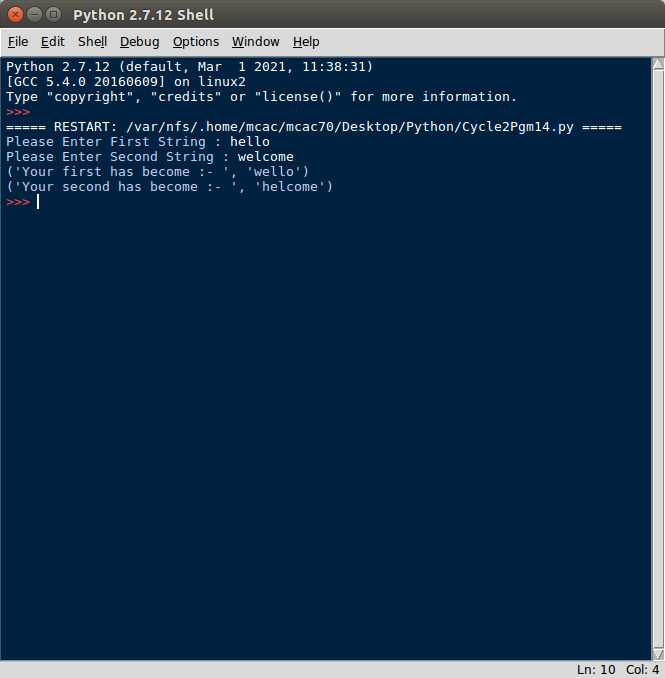 Python 2.7.12 Shell
File Edit Shell Debug Options Window Help
Python 2.7.12 (default, Mar  1 2021, 11:38:31)
[GCC 5.4.0 20160609] on linux2
Type "copyright", "credits" or "license()" for more information.
>>>
===== RESTART: /var/nfs/.home/mcac/mcac70/Desktop/Python/Cycle2Pgm14.py =====
Please Enter First String : hello
Please Enter Second String : welcome
('Your first has become :- ', 'wello')
('Your second has become :- ', 'helcome')
>>>
Ln: 10 Col: 4